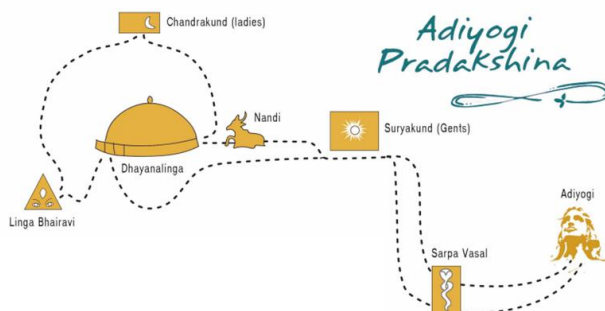 Chandrakund (ladies)
Adiyogi
Pradakshina
Nandi
Suryakund (Gents)
Dhayanalinga
Adiyogi
Linga Bhairavi
Sarpa Vasal